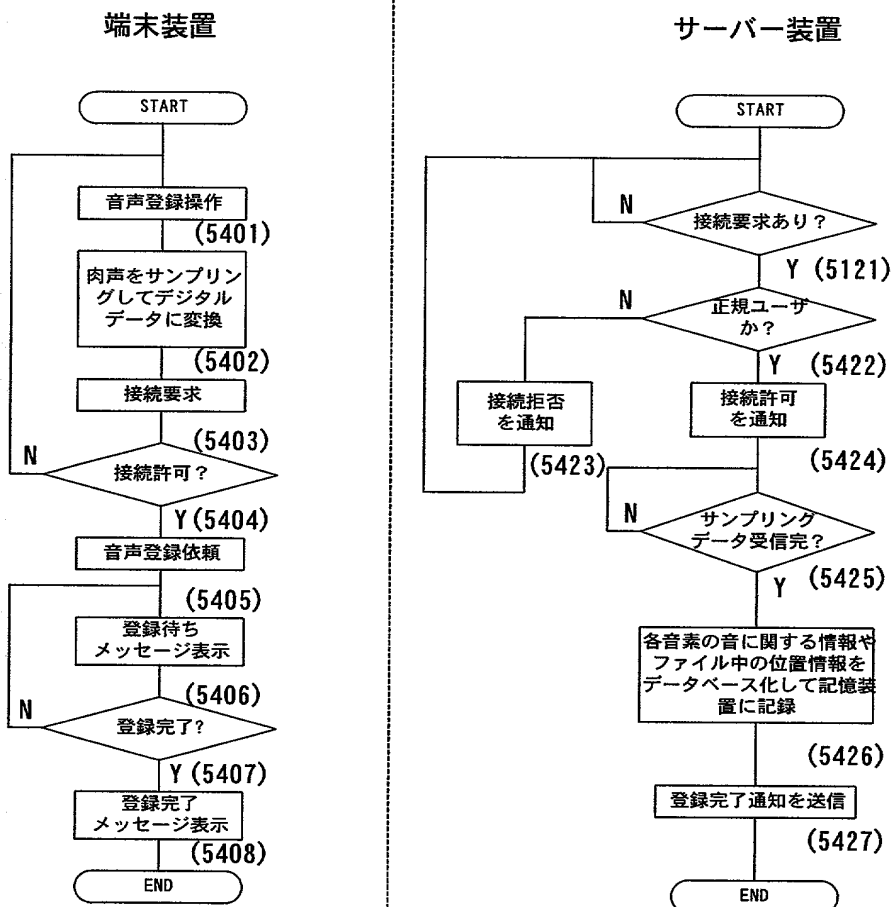 端末装置
START
音声登録操作
(5401)
肉声をサンプリン
グしてデジタル
データに変換
(5402)
接続要求
(5403)
N
接続許可？
Y (5404)
音声登録依頼
(5405)
登録待ち
メッセージ表示
(5406)
N
登録完了？
Y (5407)
登録完了
メッセージ表示
(5408)
END
サーバー装置
START
N
接続要求あり？
Y (5121)
N
正規ユーザ
か？
Y (5422)
接続拒否
を通知
(5423)
接続許可
を通知
(5424)
N
サンプリング
データ受信完？
Y (5425)
各音素の音に関する情報や
ファイル中の位置情報を
データベース化して記憶装
置に記録
(5426)
登録完了通知を送信
(5427)
END